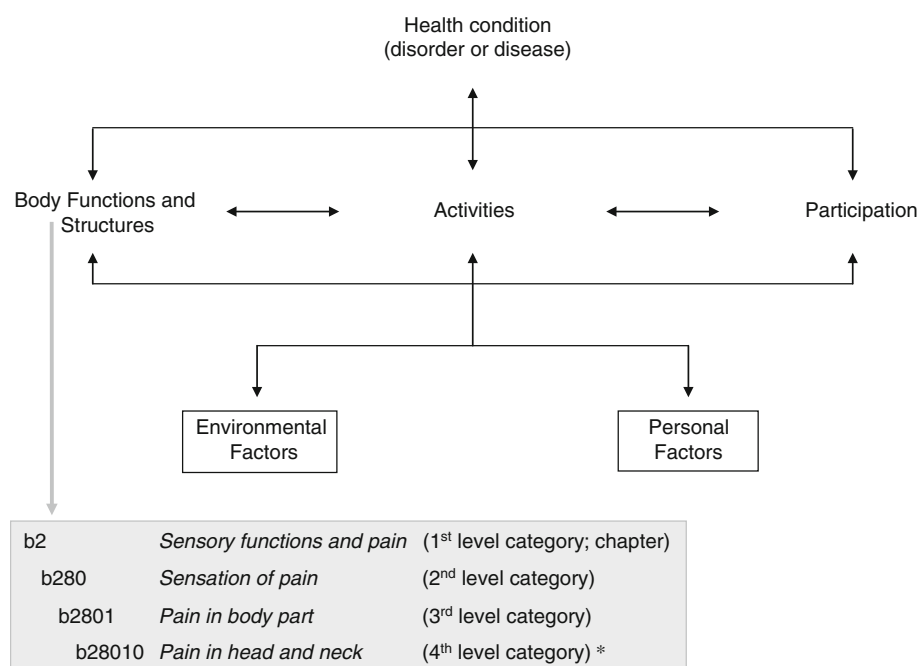 Health condition
(disorder or disease)
Body Functions and
Structures
Activities
Participation
Environmental
Factors
Personal
Factors
b2 Sensory functions and pain (1st level category; chapter)
b280 Sensation of pain (2nd level category)
b2801 Pain in body part (3rd level category)
b28010 Pain in head and neck (4th level category) *